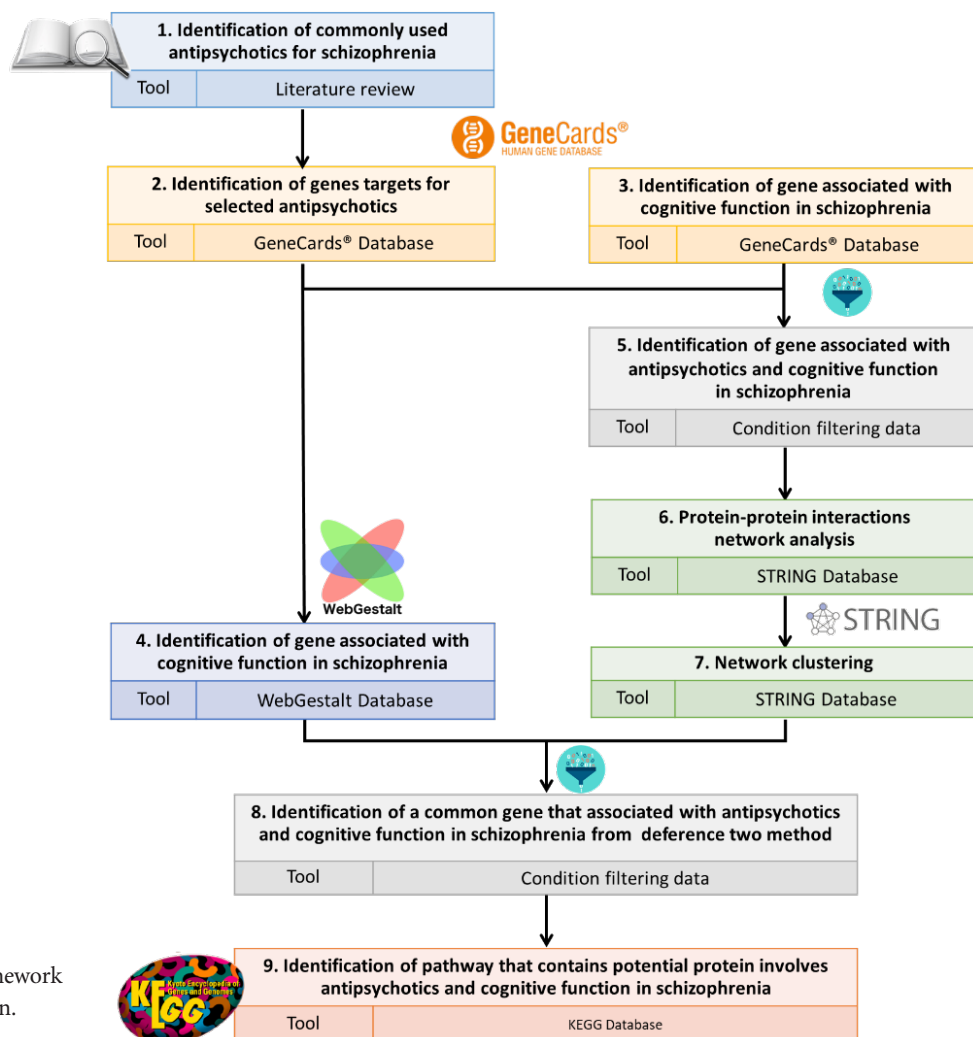 1. Identification of commonly used
antipsychotics for schizophrenia
Tool
Literature review
GeneCards®
HUMAN GENE DATABASE
2. Identification of genes targets for
selected antipsychotics
Tool
GeneCards® Database
3. Identification of gene associated with
cognitive function in schizophrenia
Tool
GeneCards® Database
5. Identification of gene associated with
antipsychotics and cognitive function
in schizophrenia
Tool
Condition filtering data
6. Protein-protein interactions
network analysis
Tool
STRING Database
WebGestalt
STRING
4. Identification of gene associated with
cognitive function in schizophrenia
Tool
WebGestalt Database
7. Network clustering
Tool
STRING Database
8. Identification of a common gene that associated with antipsychotics
and cognitive function in schizophrenia from deference two method
Tool
Condition filtering data
nework
n.
KEGG
Kyoto Encyclopedia of
Genes and Genomes
9. Identification of pathway that contains potential protein involves
antipsychotics and cognitive function in schizophrenia
Tool
KEGG Database